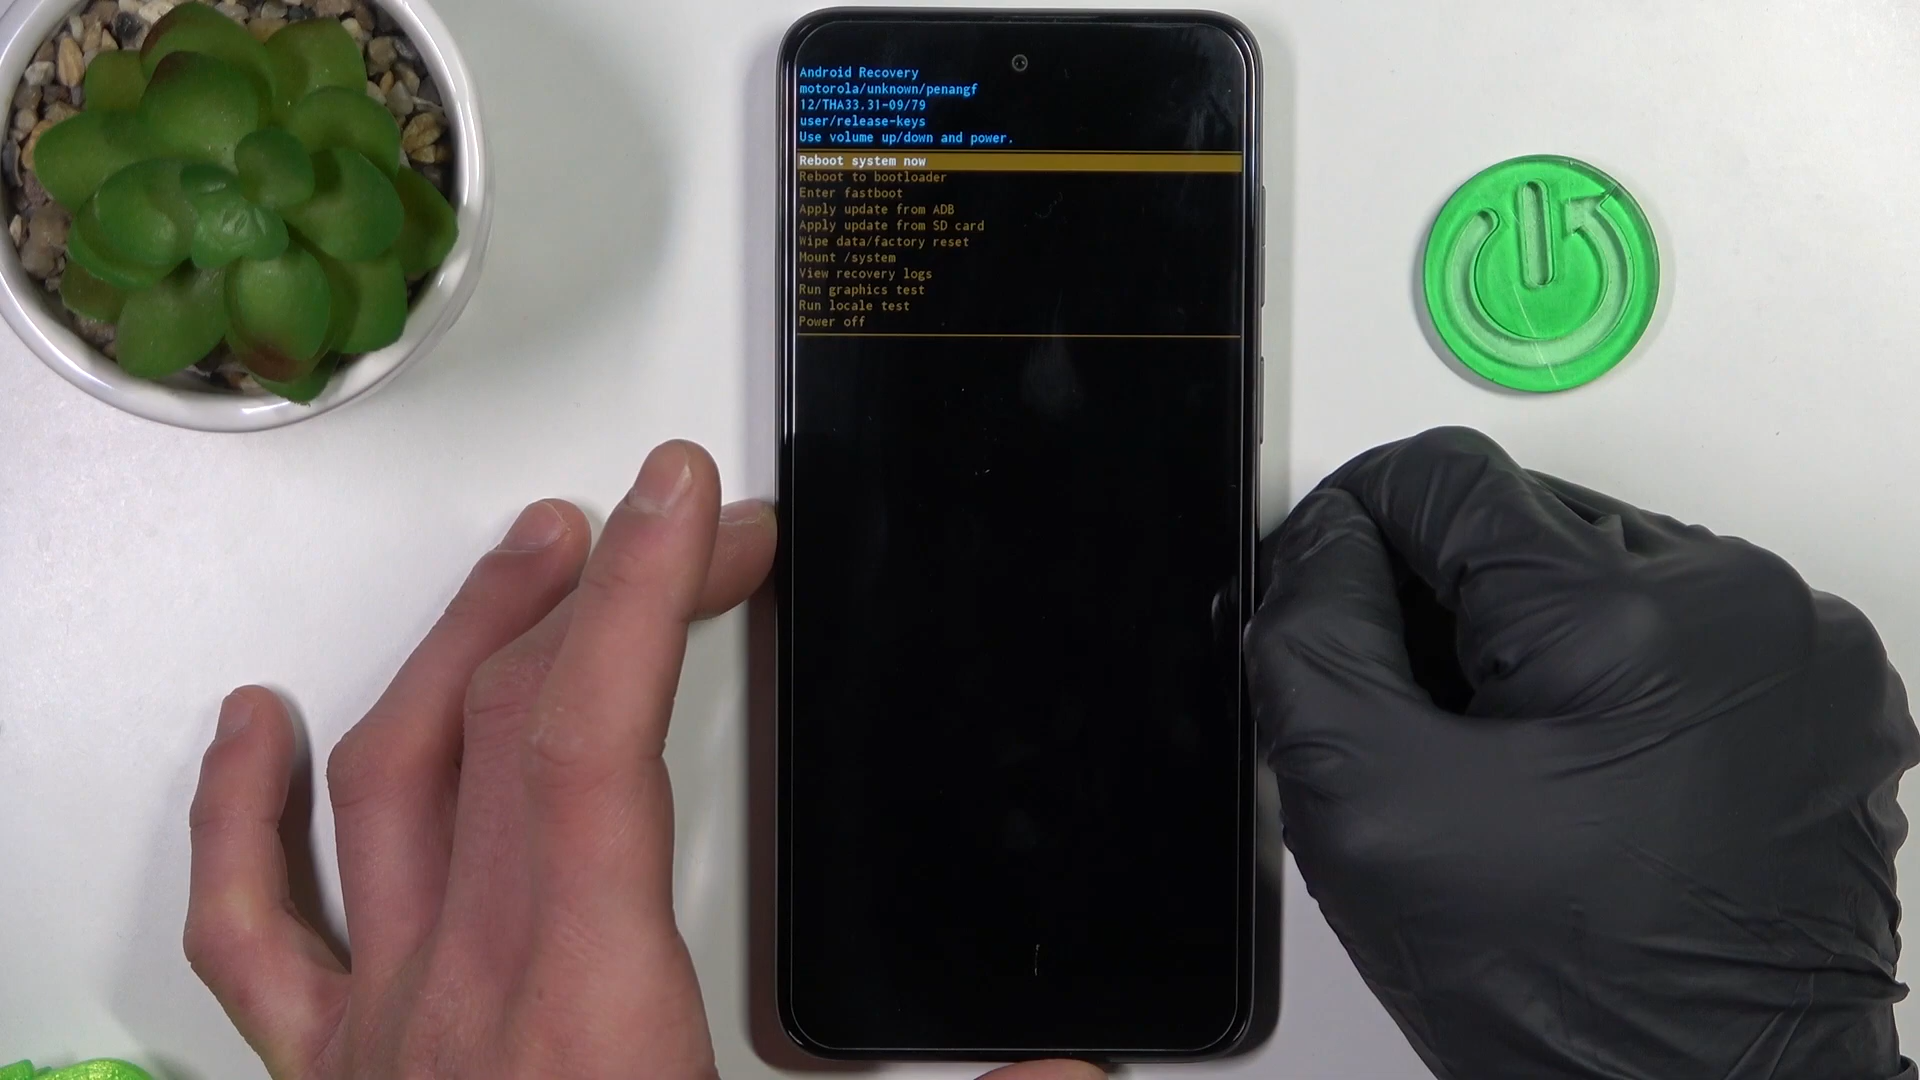 Android Recovery
motorola/unknown/penangf
12/THA33.31-09/79
user/release-keys
Use volume up/down and power.
Reboot system now
Reboot to bootloader
Enter fastboot
Apply update from ADB
Apply update from SD card
Wipe data/factory reset
Mount /system
View recovery logs
Run graphics test
Run locale test
Power off